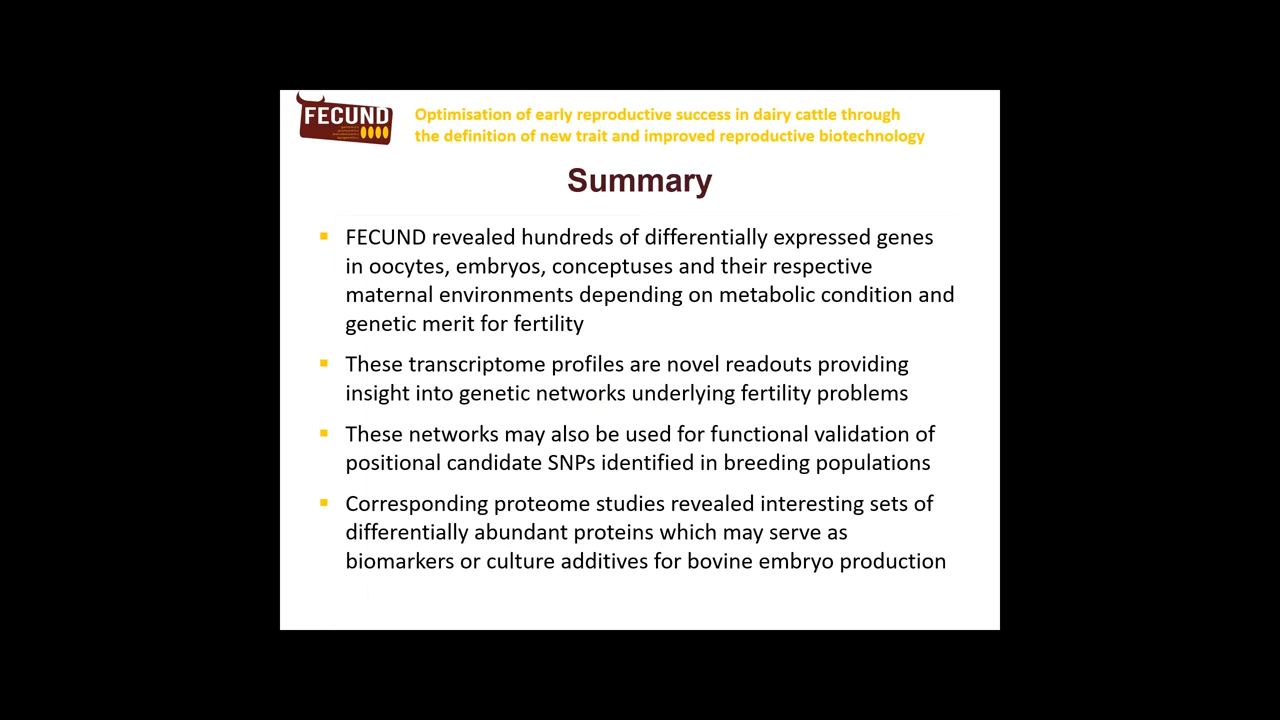 FECUND
Optimisation of early reproductive success in dairy cattle through
the definition of new trait and improved reproductive biotechnology
Summary
FECUND revealed hundreds of differentially expressed genes
in oocytes, embryos, conceptuses and their respective
maternal environments depending on metabolic condition and
genetic merit for fertility
These transcriptome profiles are novel readouts providing
insight into genetic networks underlying fertility problems
These networks may also be used for functional validation of
positional candidate SNPs identified in breeding populations
Corresponding proteome studies revealed interesting sets of
differentially abundant proteins which may serve as
biomarkers or culture additives for bovine embryo production